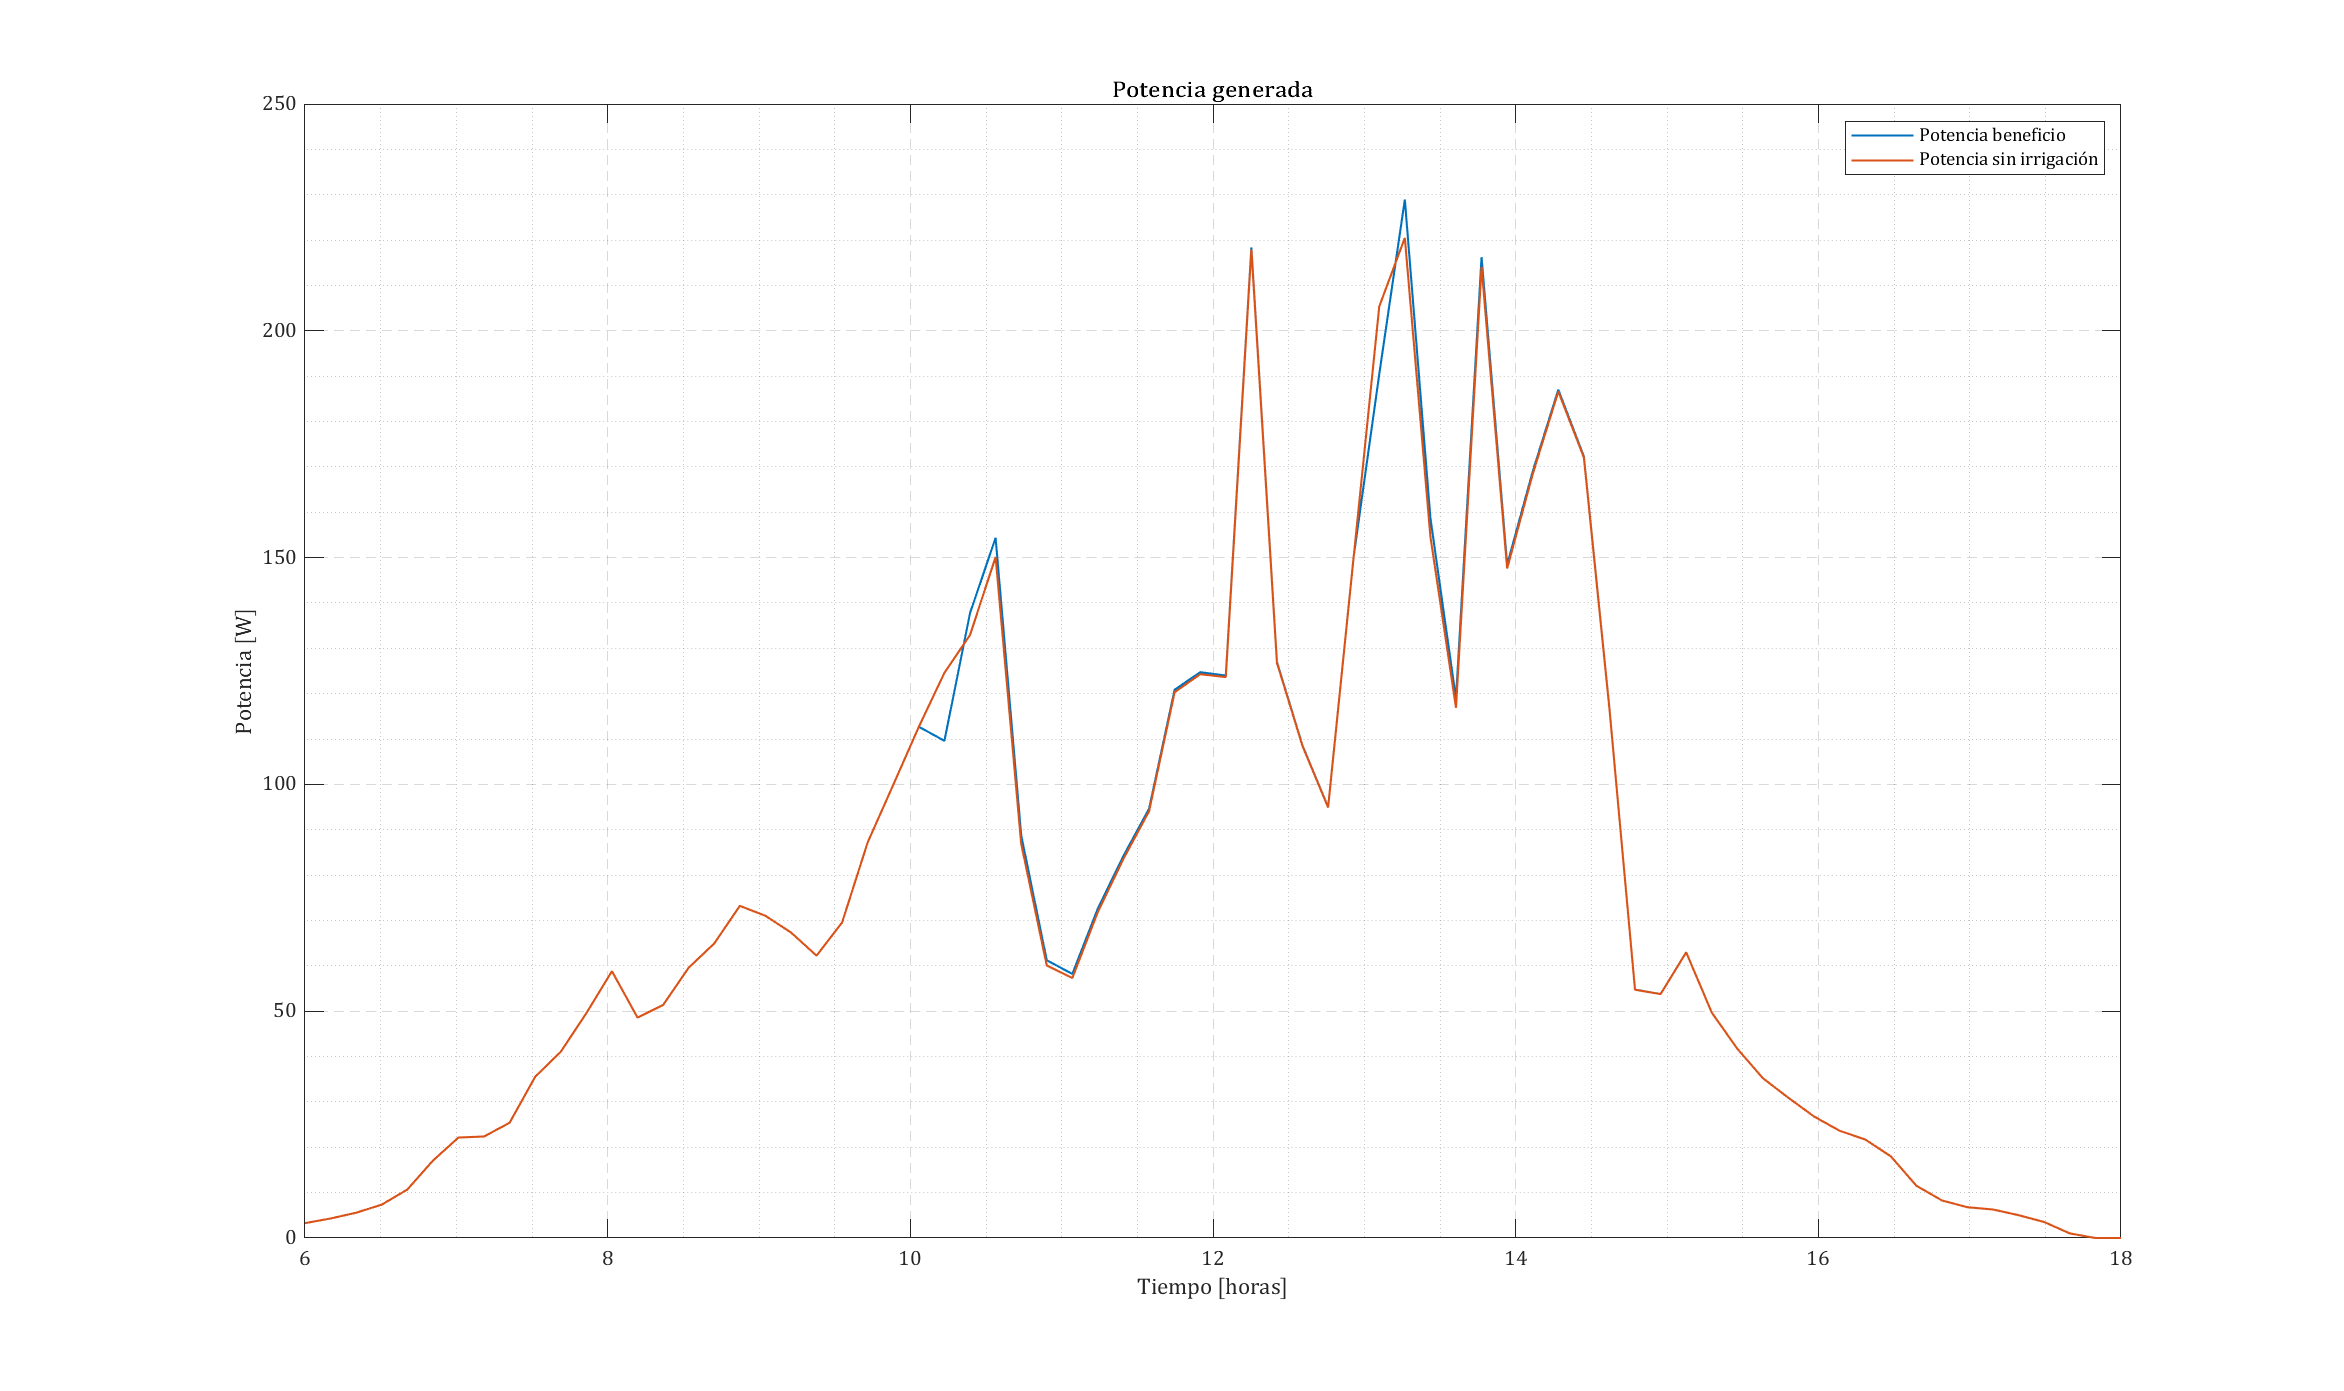 Potencia generada
250
200
150
100
50
0
Potencia [W]
Potencia beneficio
Potencia sin irrigación
6 8 10 12 14 16 18
Tiempo [horas]